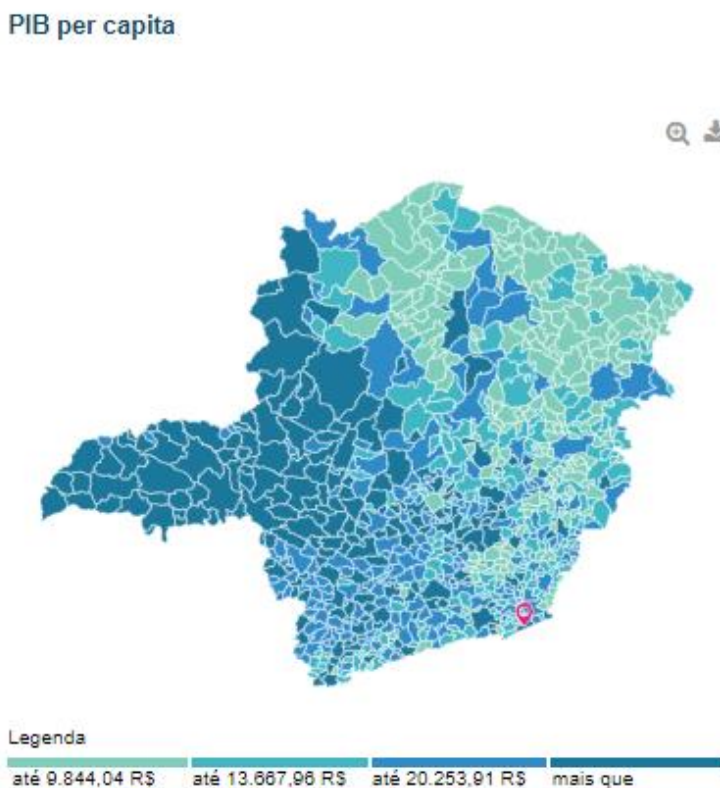 PIB per capita
Legenda
até 9.844,04 R$ até 13.667,96 R$ até 20.253,91 R$ mais que